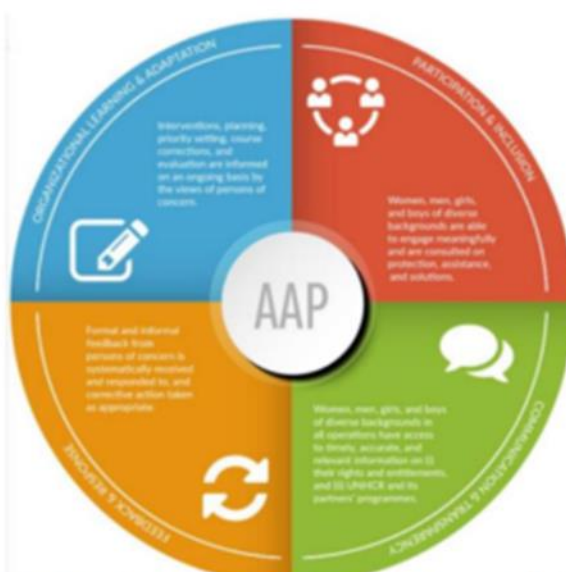 ORGANIZATIONAL LEARNING & ADAPTATION
Interventions, planning,
priority setting, course
corrections, and
evaluation are informed
on an ongoing basis by
the views of persons of
concern.
PARTICIPATION & INCLUSION
Women, men, girls,
and boys of diverse
backgrounds are able
to engage meaningfully
and are consulted on
protection, assistance,
and solutions.
AAP
Formal and informal
feedback from
persons of concern is
systematically received
and responded to, and
corrective action taken
as appropriate.
FEEDBACK & RESPONSE
Women, men, girls, and boys
of diverse backgrounds in
all operations have access
to timely, accurate, and
relevant information on (i)
their rights and entitlements,
and (ii) UNHCR and its
partners' programmes.
COMMUNICATION & TRANSPARENCY